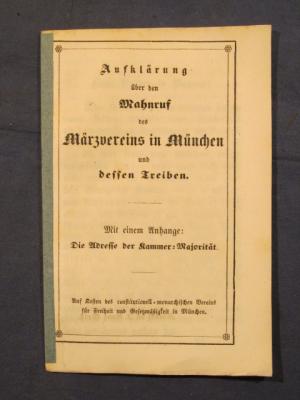 Aufklärung
über den
Mahnruf
des
Märzvereins in München
und
dessen Treiben.
Mit einem Anhange:
Die Adresse der Kammer-Majorität.
Auf Kosten des constitutionell-monarchischen Vereins
für Freiheit und Gesetzmäßigkeit in München.